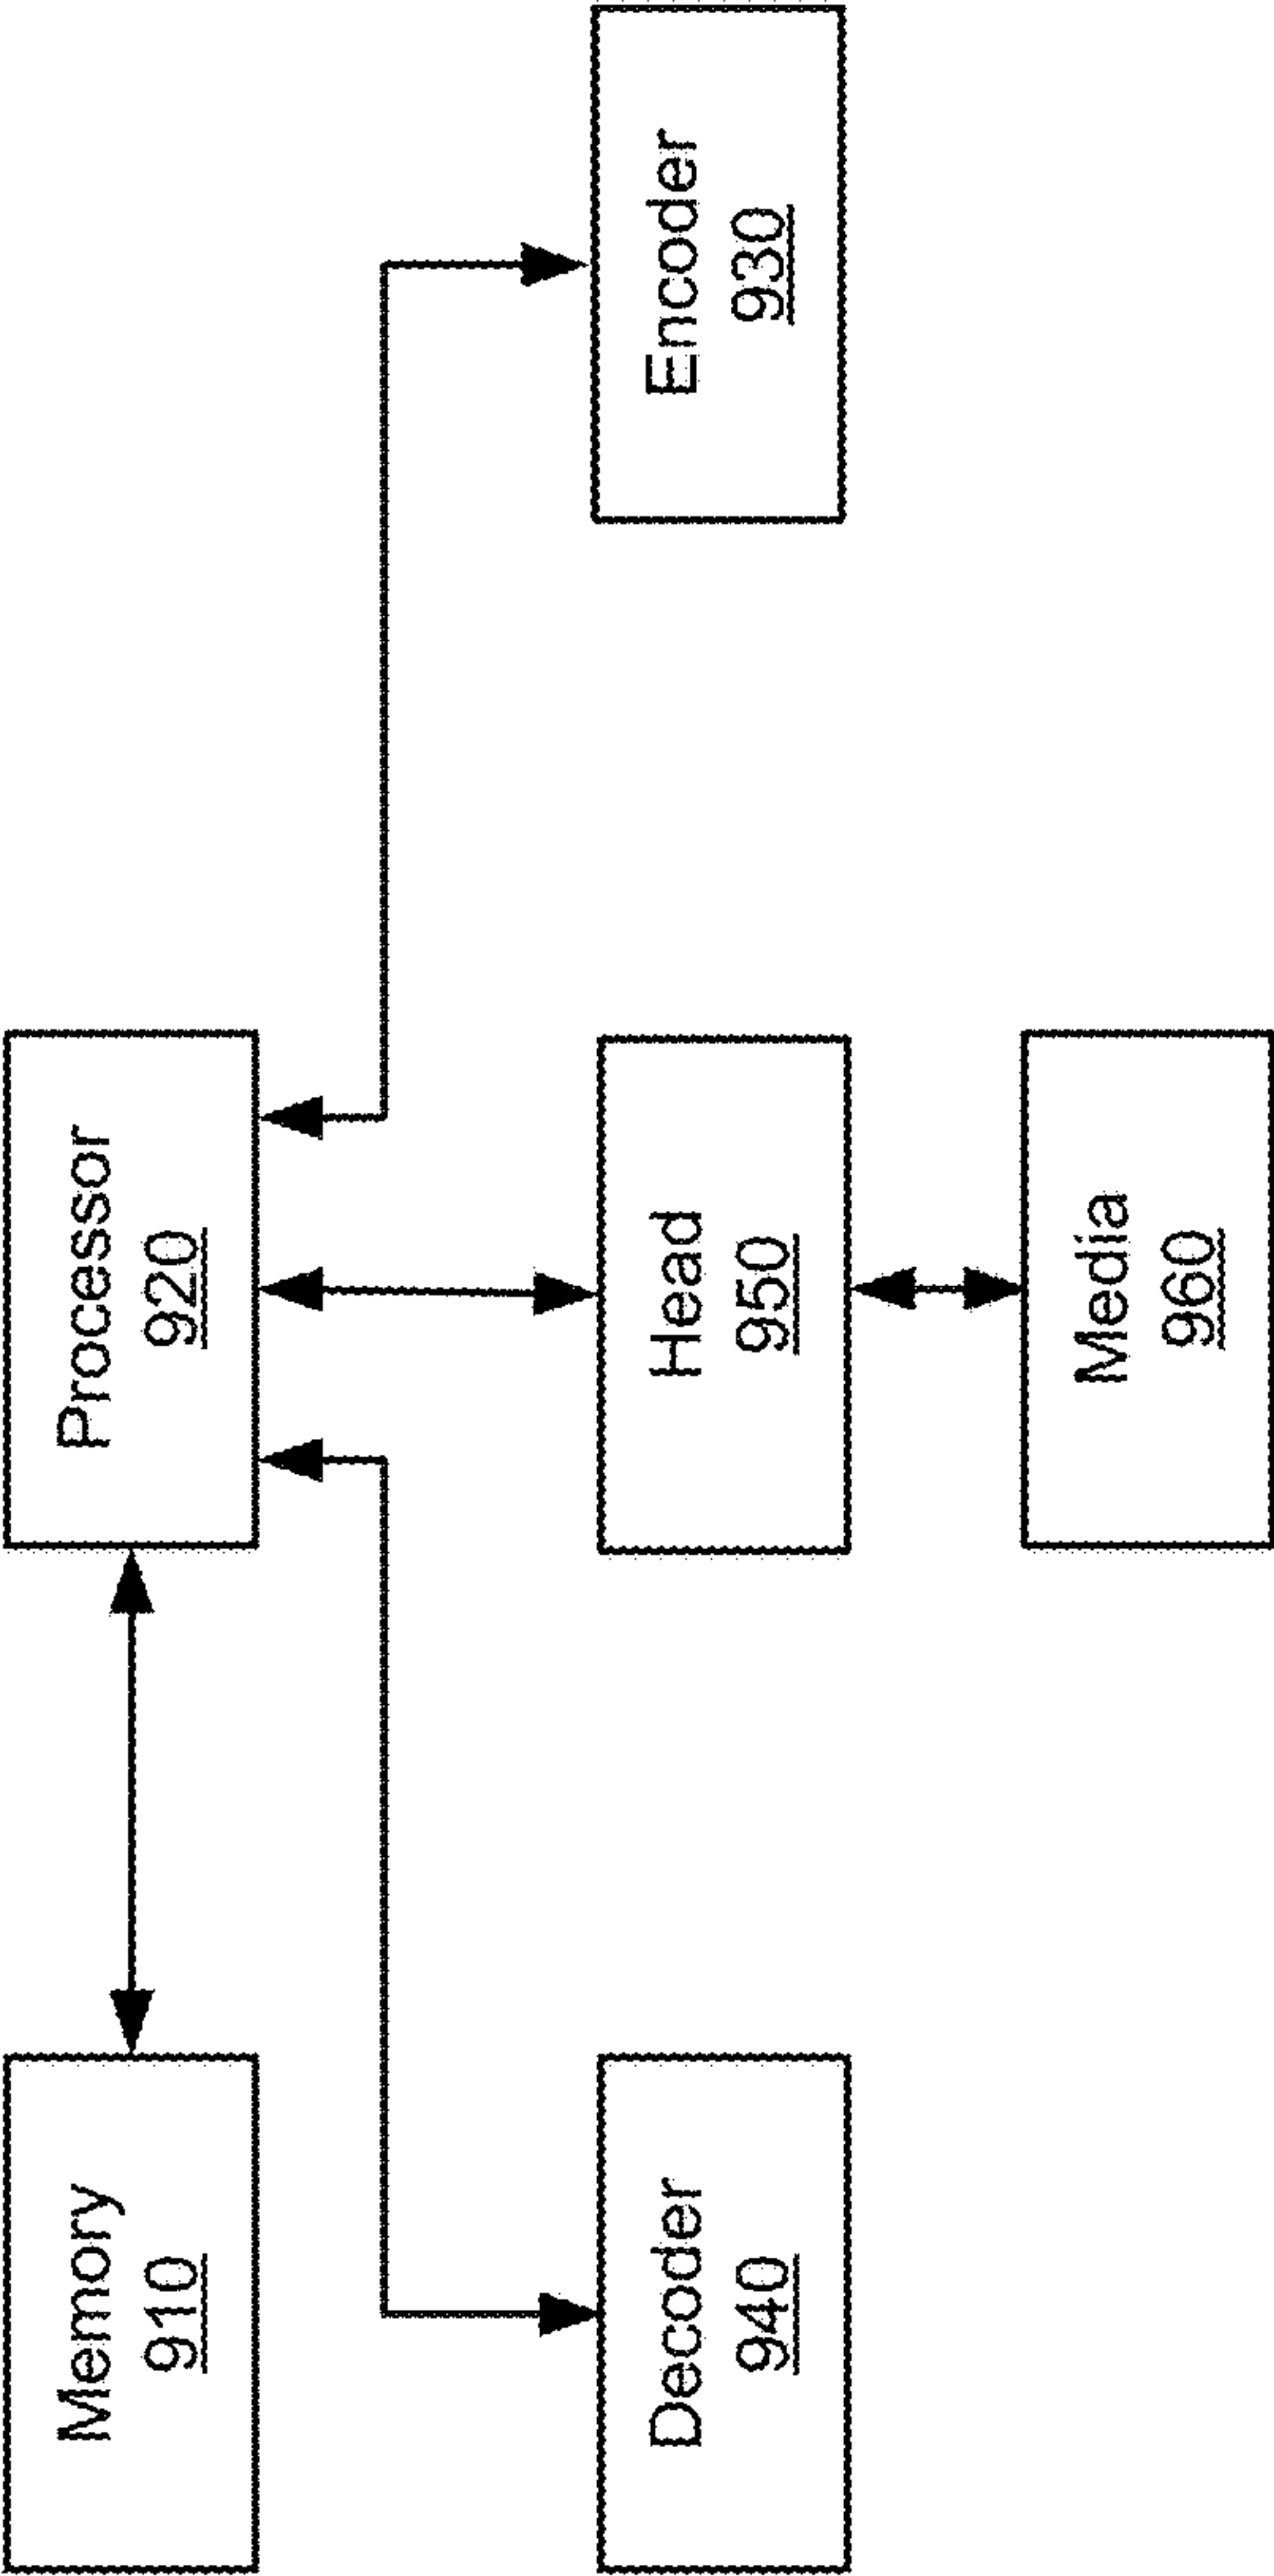 Memory
910
Processor
920
Decoder
940
Head
950
Encoder
930
Media
960